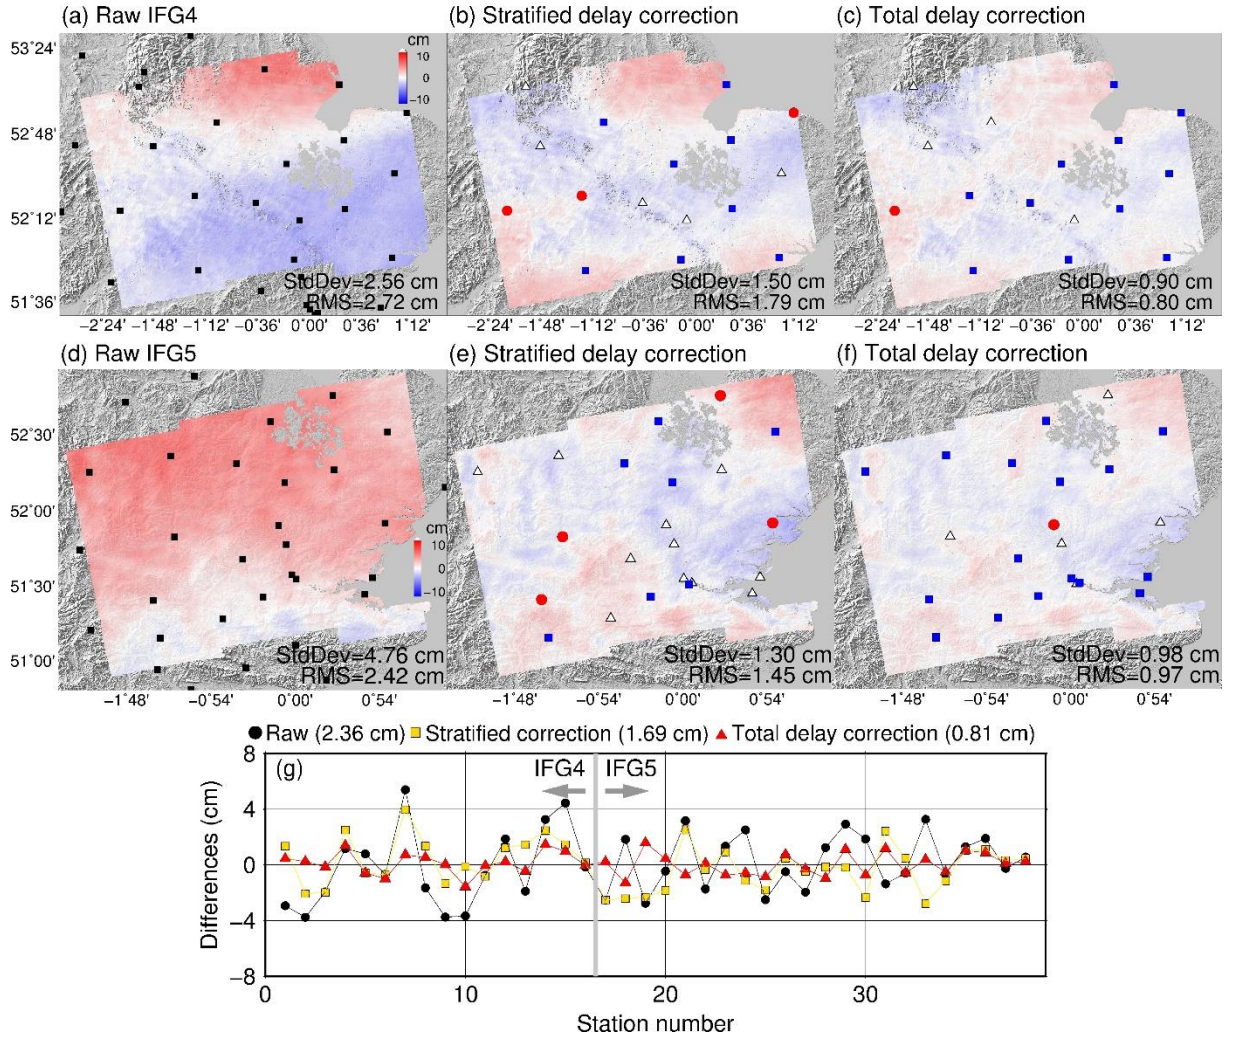 (a) Raw IFG4
(b) Stratified delay correction
(c) Total delay correction
cm
10
0
−10
53˚24'
52˚48'
52˚12'
51˚36'
StdDev=2.56 cm
RMS=2.72 cm
StdDev=1.50 cm
RMS=1.79 cm
StdDev=0.90 cm
RMS=0.80 cm
−2˚24' −1˚48' −1˚12' −0˚36' 0˚00' 0˚36' 1˚12'
−2˚24' −1˚48' −1˚12' −0˚36' 0˚00' 0˚36' 1˚12'
−2˚24' −1˚48' −1˚12' −0˚36' 0˚00' 0˚36' 1˚12'
(d) Raw IFG5
(e) Stratified delay correction
(f) Total delay correction
52˚30'
52˚00'
51˚30'
51˚00'
cm
10
0
−10
StdDev=4.76 cm
RMS=2.42 cm
StdDev=1.30 cm
RMS=1.45 cm
StdDev=0.98 cm
RMS=0.97 cm
−1˚48' −0˚54' 0˚00' 0˚54'
−1˚48' −0˚54' 0˚00' 0˚54'
−1˚48' −0˚54' 0˚00' 0˚54'
Raw (2.36 cm) Stratified correction (1.69 cm) Total delay correction (0.81 cm)
(g)
IFG4 IFG5
Differences (cm)
8
4
0
−4
−8
0 10 20 30
Station number